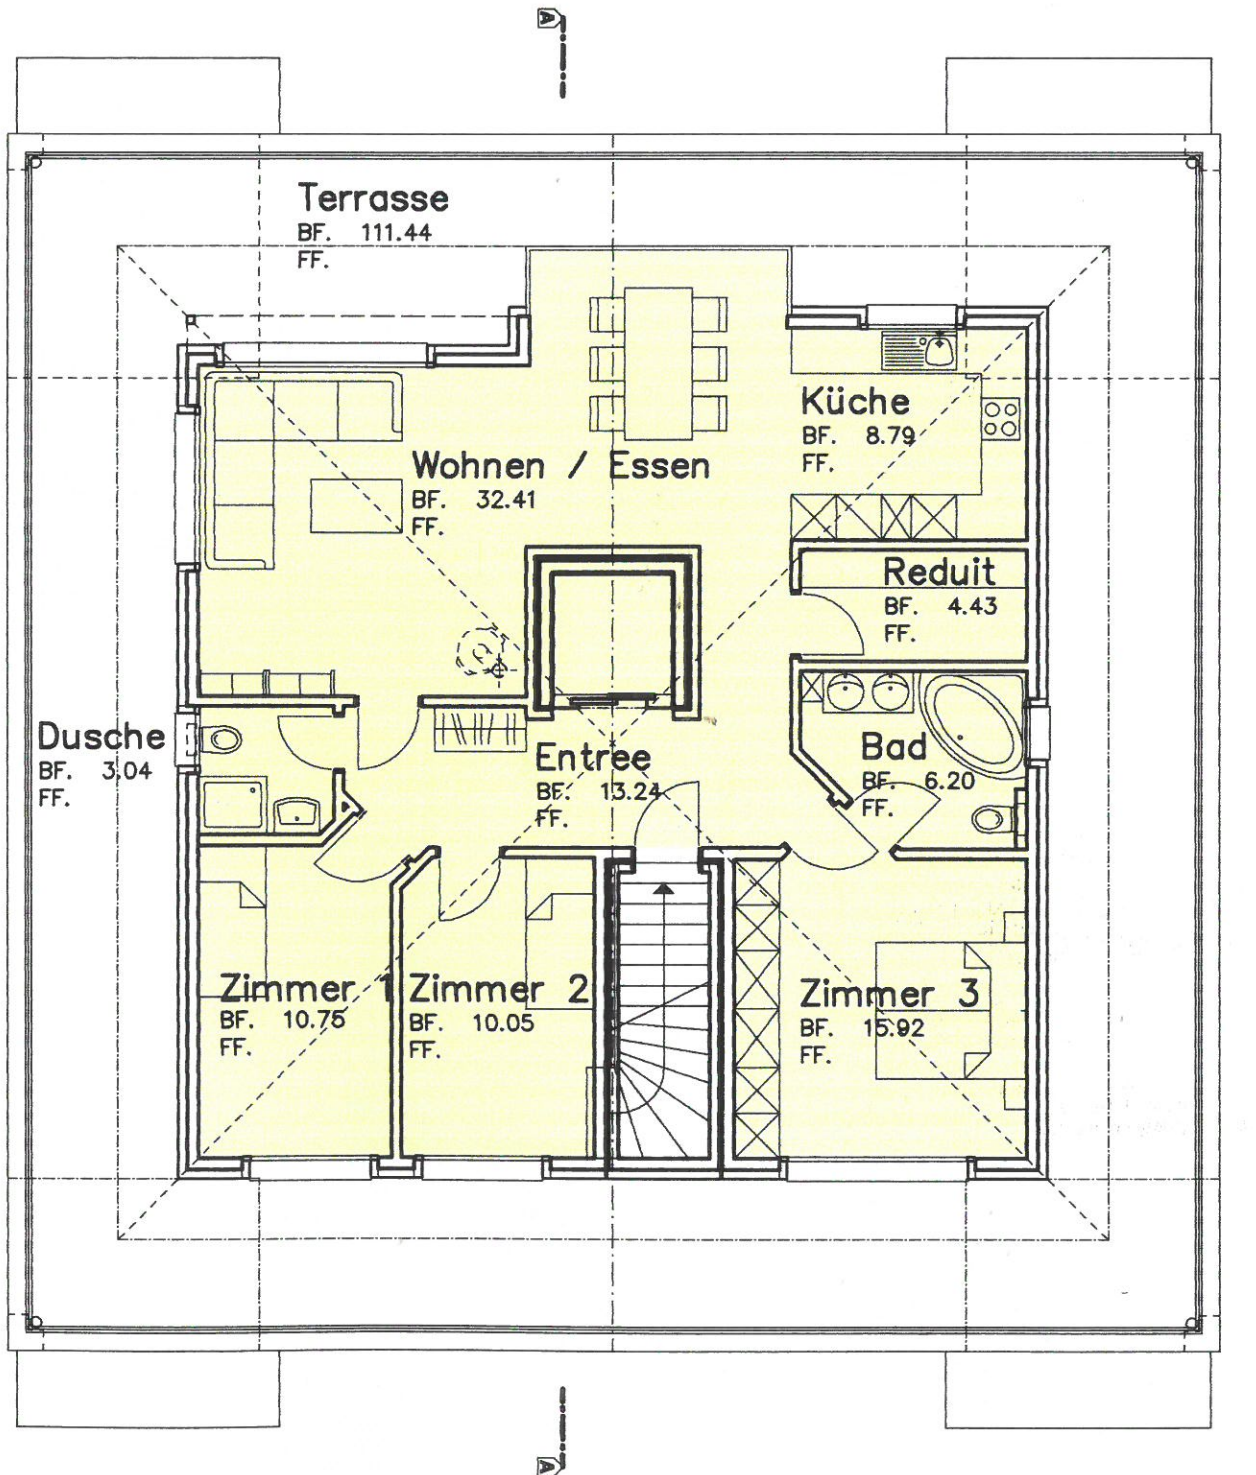 A
Terrasse
BF. 111.44
FF.
Küche
BF. 8.79
FF.
Wohnen / Essen
BF. 32.41
FF.
Reduit
BF. 4.43
FF.
Dusche
BF. 3.04
FF.
Entree
BF. 13.24
FF.
Bad
BF. 6.20
FF.
Zimmer 1
BF. 10.75
FF.
Zimmer 2
BF. 10.05
FF.
Zimmer 3
BF. 15.92
FF.
A